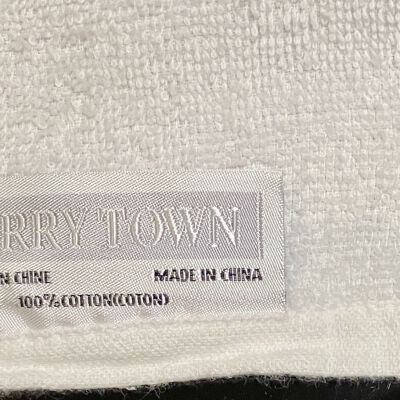 RRY TOWN
N CHINE MADE IN CHINA
100% COTTON(COTON)